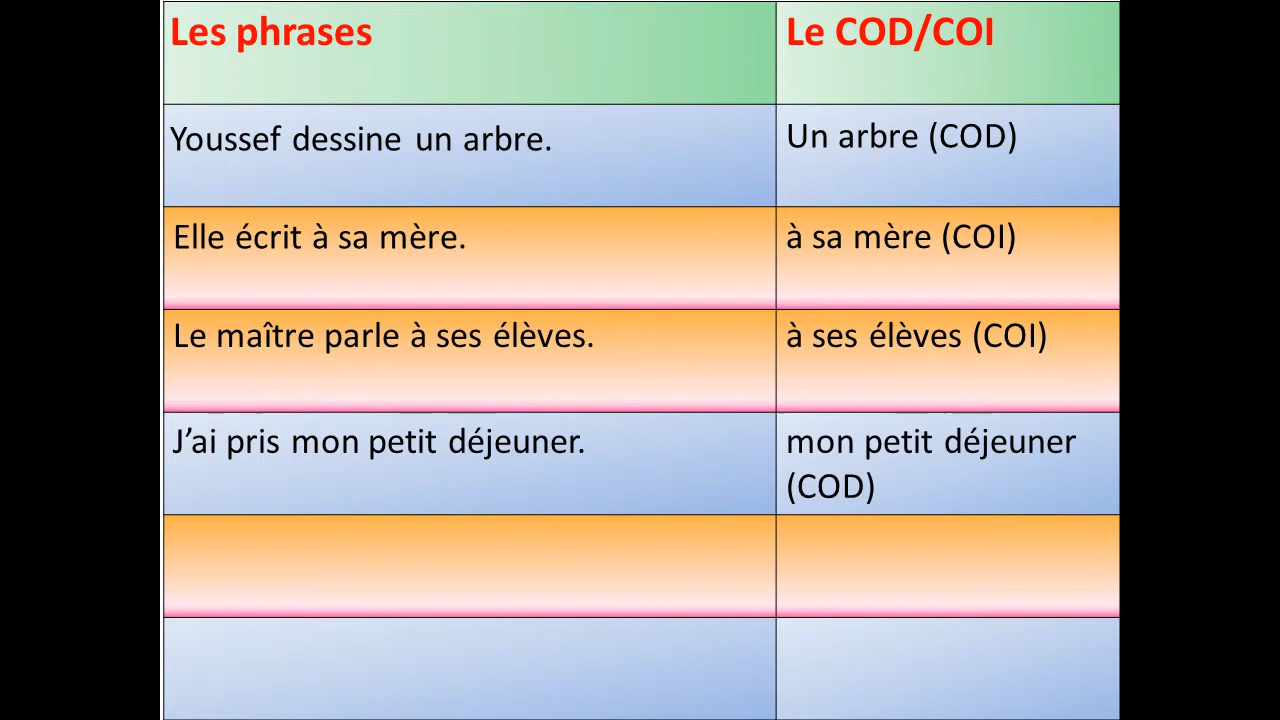 Les phrases
Le COD/COI
Youssef dessine un arbre.
Un arbre (COD)
Elle écrit à sa mère.
à sa mère (COI)
Le maître parle à ses élèves.
à ses élèves (COI)
J’ai pris mon petit déjeuner.
mon petit déjeuner
(COD)